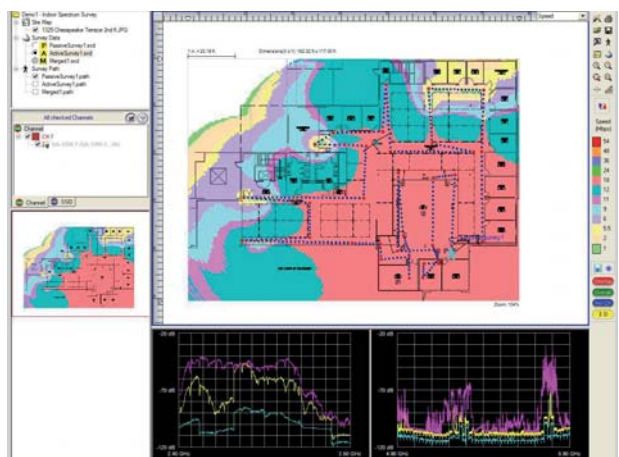 Demo1 - Indoor Spectrum Survey
Site Map
1325 Chesapeake Terrace 2nd fl.JPG
Survey Data
P PassiveSurvey1.svd
A ActiveSurvey1.svd
M Merged1.svd
Survey Path
PassiveSurvey1.path
ActiveSurvey1.path
Merged1.path
All checked Channels
Channel
CH 7
Channel
SSID
Speed
Zoom: 104%
Speed
(Mbps)
54
48
36
24
18
12
11
9
6
5.5
2
1
3 D
-20 dB
-70 dB
-120 dB
2.40 GHz
2.50 GHz
-20 dB
-70 dB
-120 dB
4.90 GHz
5.90 GHz